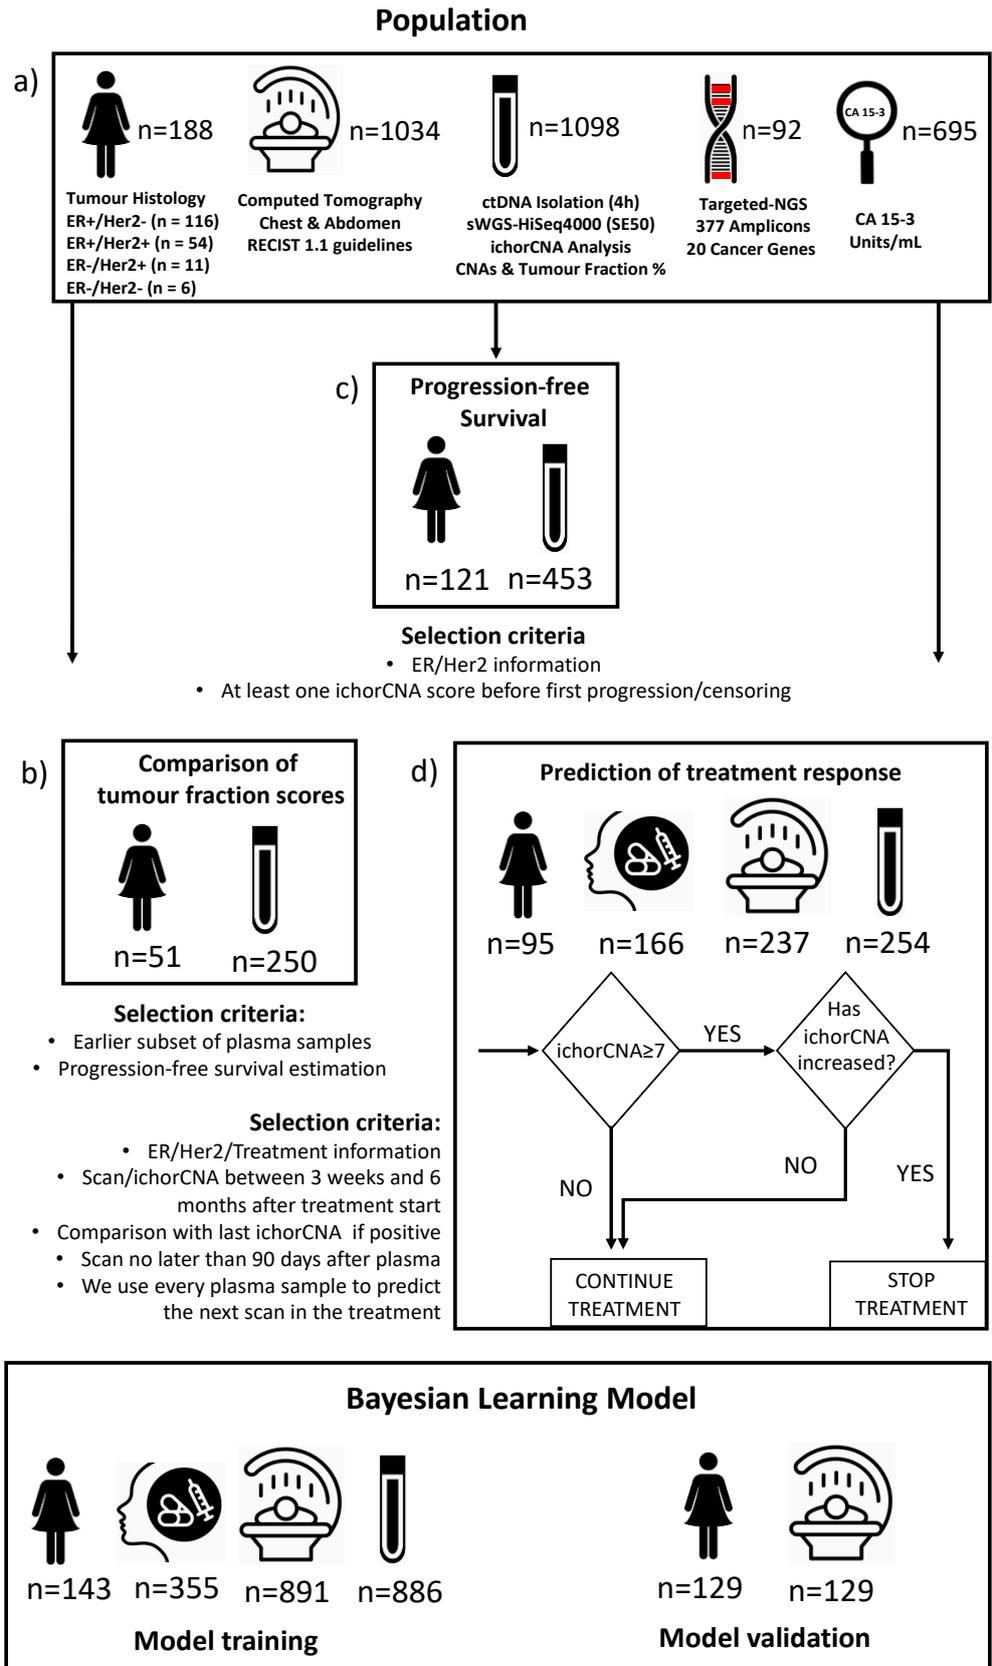 Population
a)
n=188
n=1034
n=1098
n=92
CA 15-3
n=695
Tumour Histology
ER+/Her2- (n = 116)
ER+/Her2+ (n = 54)
ER-/Her2+ (n = 11)
ER-/Her2- (n = 6)
Computed Tomography
Chest & Abdomen
RECIST 1.1 guidelines
ctDNA Isolation (4h)
sWGS-HiSeq4000 (SE50)
ichorCNA Analysis
CNAs & Tumour Fraction %
Targeted-NGS
377 Amplicons
20 Cancer Genes
CA 15-3
Units/mL
c)
Progression-free
Survival
n=121 n=453
Selection criteria
• ER/Her2 information
• At least one ichorCNA score before first progression/censoring
b)
Comparison of
tumour fraction scores
n=51
n=250
Selection criteria:
• Earlier subset of plasma samples
• Progression-free survival estimation
d)
Prediction of treatment response
n=95
n=166
n=237
n=254
ichorCNA≥7
YES
Has
ichorCNA
increased?
NO
NO
YES
CONTINUE
TREATMENT
STOP
TREATMENT
Selection criteria:
• ER/Her2/Treatment information
• Scan/ichorCNA between 3 weeks and 6
months after treatment start
• Comparison with last ichorCNA if positive
• Scan no later than 90 days after plasma
• We use every plasma sample to predict
the next scan in the treatment
Bayesian Learning Model
n=143
n=355
n=891
n=886
Model training
n=129
n=129
Model validation